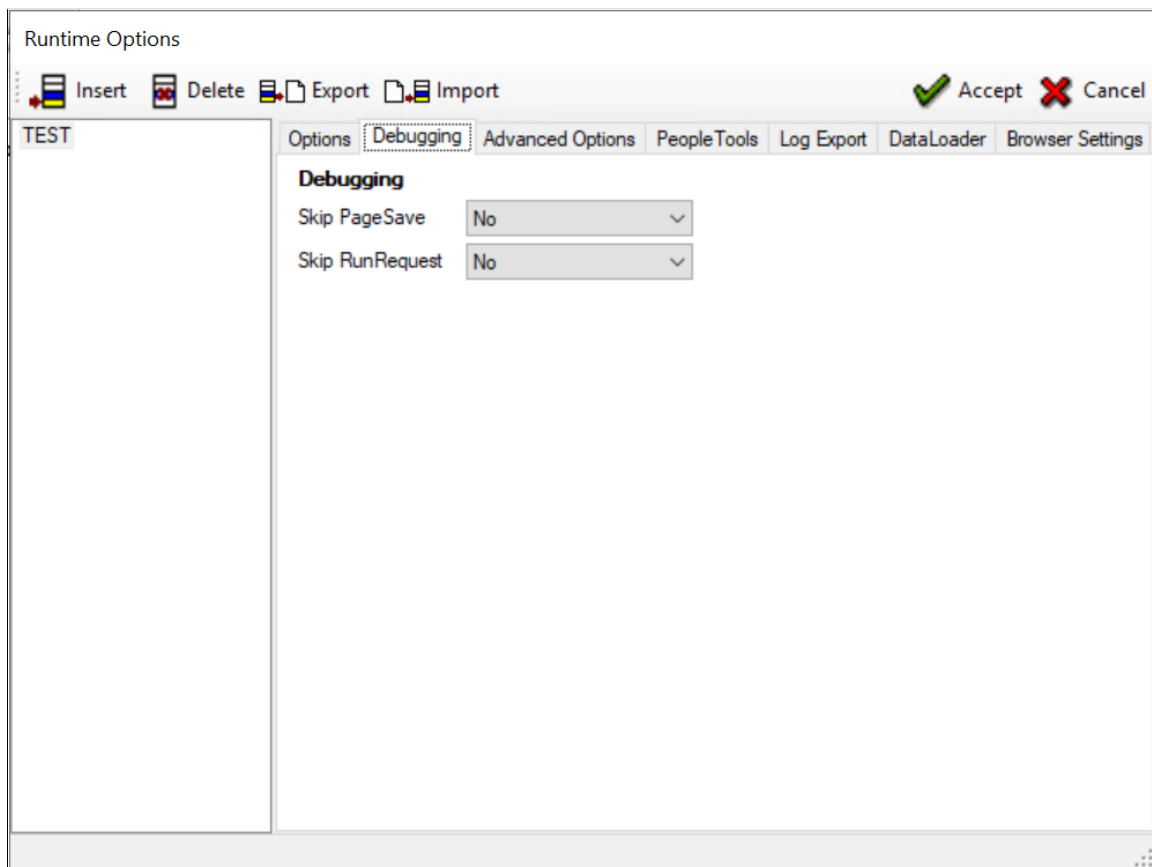 Runtime Options
Insert Delete Export Import Accept Cancel
TEST
Options Debugging Advanced Options PeopleTools Log Export DataLoader Browser Settings
Debugging
Skip PageSave No
Skip RunRequest No